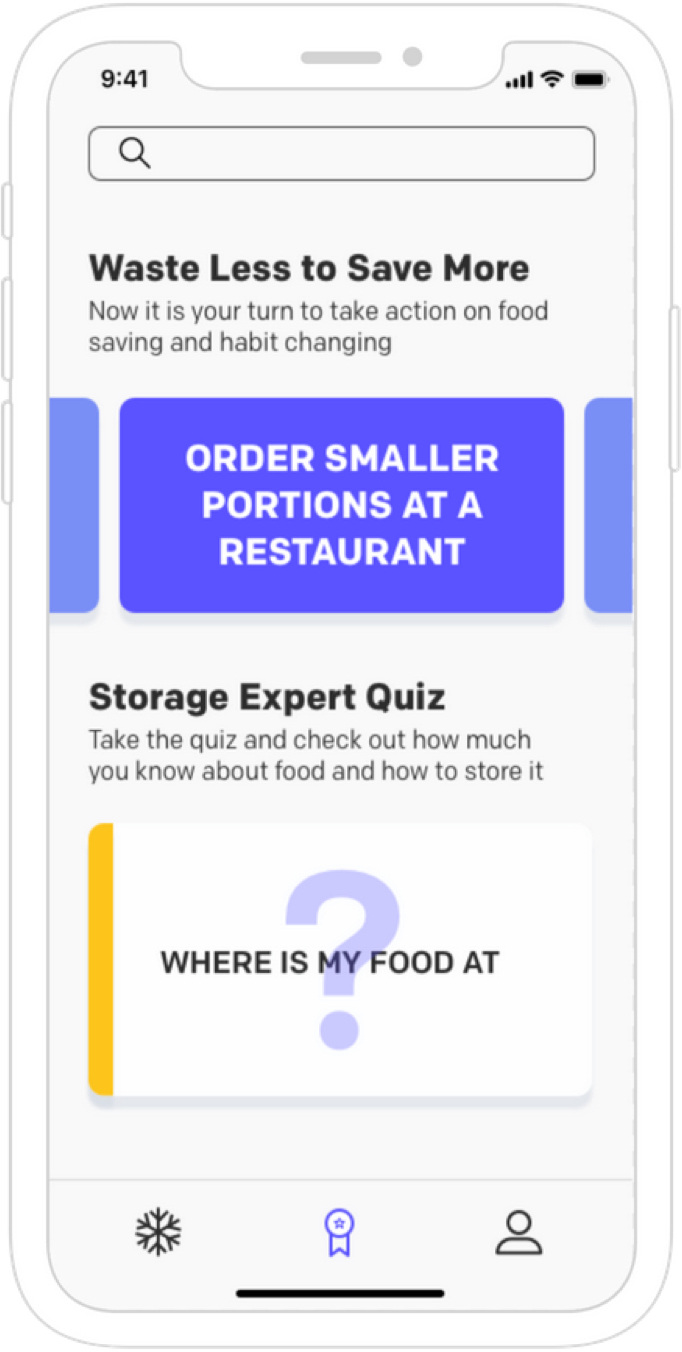 9:41
Waste Less to Save More
Now it is your turn to take action on food
saving and habit changing
ORDER SMALLER
PORTIONS AT A
RESTAURANT
Storage Expert Quiz
Take the quiz and check out how much
you know about food and how to store it
?
WHERE IS MY FOOD AT